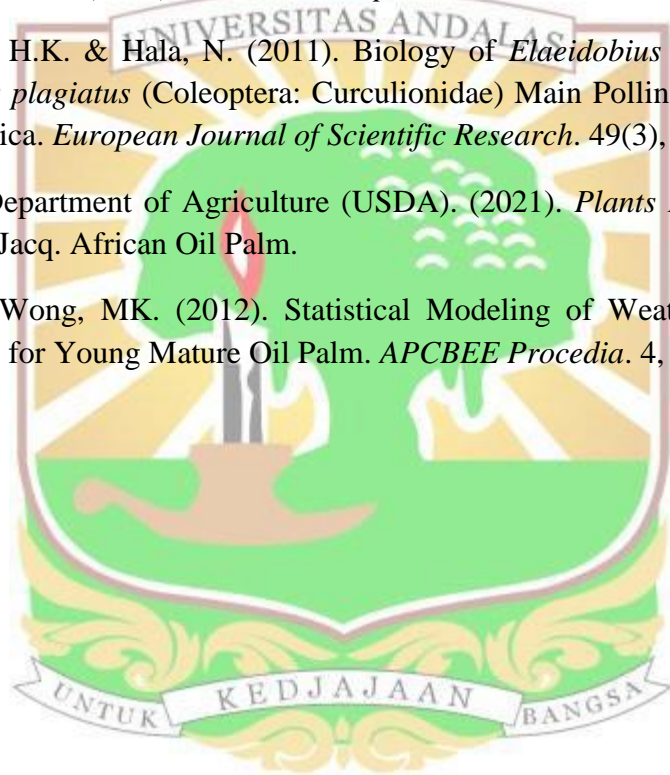 UNIVERSITAS ANDALAS
H.K. & Hala, N. (2011). Biology of Elaeidobius
plagiatus (Coleoptera: Curculionidae) Main Pollin
ica. European Journal of Scientific Research. 49(3),
Department of Agriculture (USDA). (2021). Plants
Jacq. African Oil Palm.
Wong, MK. (2012). Statistical Modeling of Weat
for Young Mature Oil Palm. APCBEE Procedia. 4,
UNTUK KEDJAJAAN BANGSA